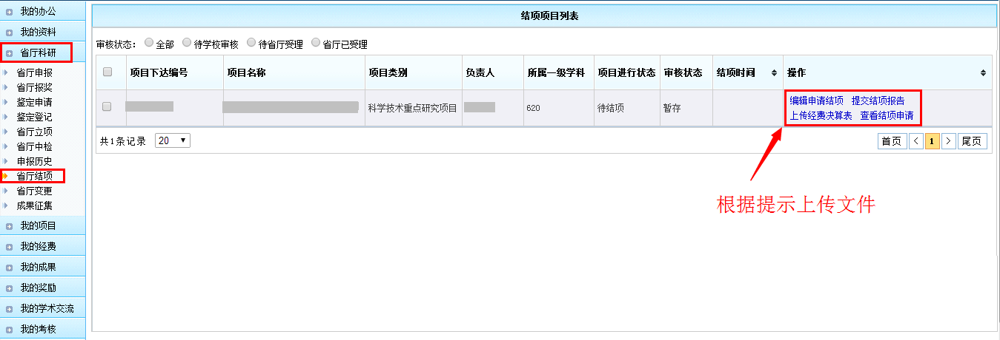 我的办公
我的资料
省厅科研
省厅申报
省厅报奖
鉴定申请
鉴定登记
省厅立项
省厅中检
申报历史
省厅结项
省厅变更
成果征集
我的项目
我的经费
我的成果
我的奖励
我的学术交流
我的考核
结项项目列表
审核状态： 全部 待学校审核 待省厅受理 省厅已受理
项目下达编号 项目名称 项目类别 负责人 所属一级学科 项目进行状态 审核状态 结项时间 操作
科学技术重点研究项目 620 待结项 暂存 编辑申请结项 提交结项报告
上传经费决算表 查看结项申请
共1条记录 20 首页 < 1 > 尾页
根据提示上传文件